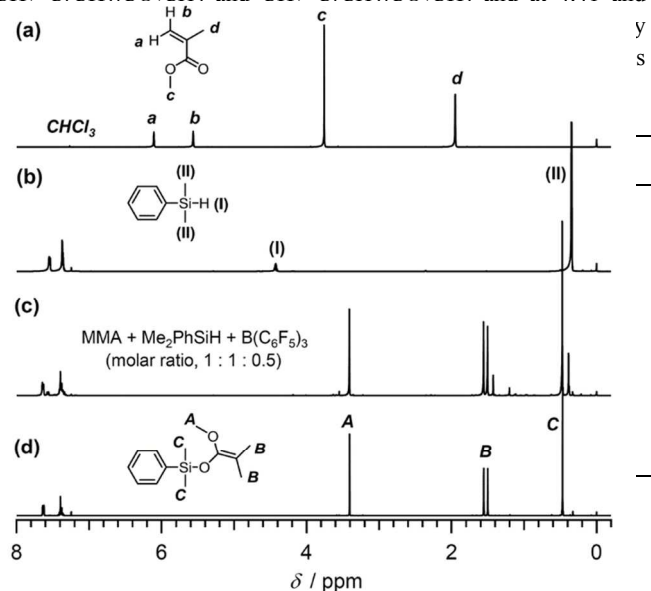 (a)
H b
H
a
d
O
O
c
CHCl3
a
b
c
d
y
s
(b)
(II)
Si—H (I)
(II)
(I)
(II)
(c)
MMA + Me2PhSiH + B(C6F5)3
(molar ratio, 1 : 1 : 0.5)
(d)
A
O
C
B
Si
O
B
C
A
B
C
8 6 4 2 0
δ / ppm